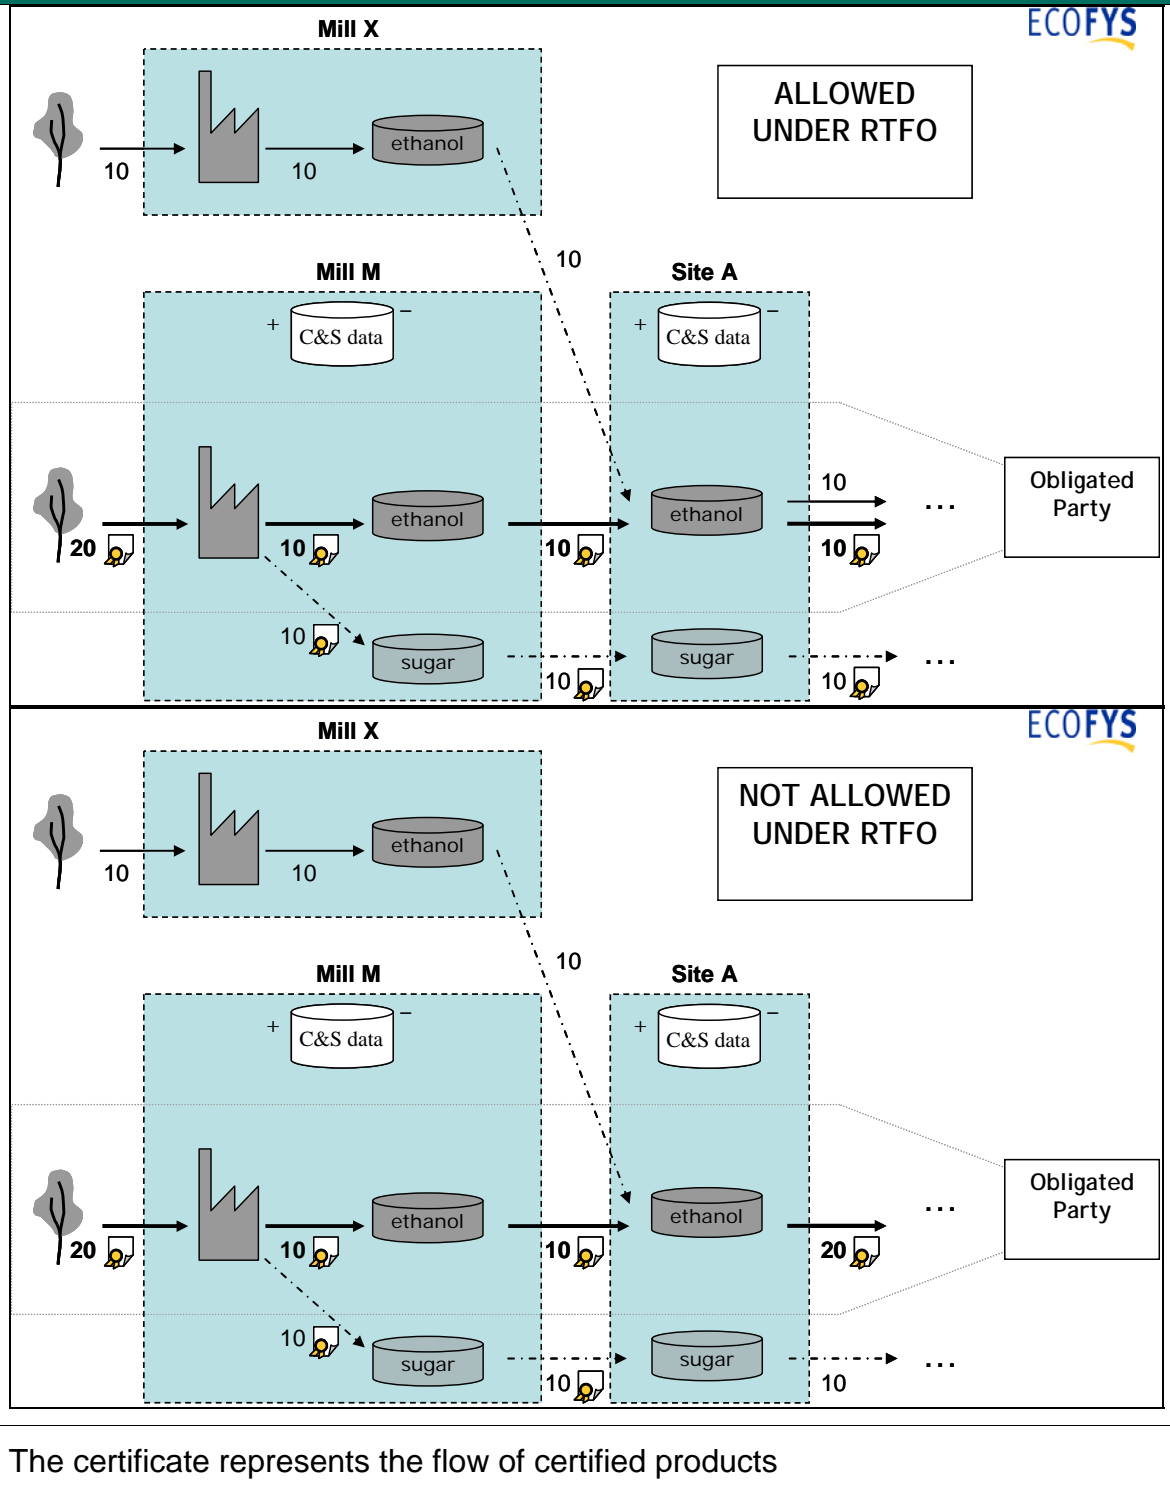 Mill X
ECOFYS
ALLOWED
UNDER RTFO
ethanol
10
10
10
Mill M
Site A
+
C&S data
–
+
C&S data
–
10
Obligated
Party
ethanol
ethanol
...
20
10
10
10
10
sugar
sugar
...
10
10
Mill X
ECOFYS
NOT ALLOWED
UNDER RTFO
ethanol
10
10
10
Mill M
Site A
+
C&S data
–
+
C&S data
–
Obligated
Party
ethanol
ethanol
...
20
10
10
20
10
sugar
sugar
...
10
10
The certificate represents the flow of certified products